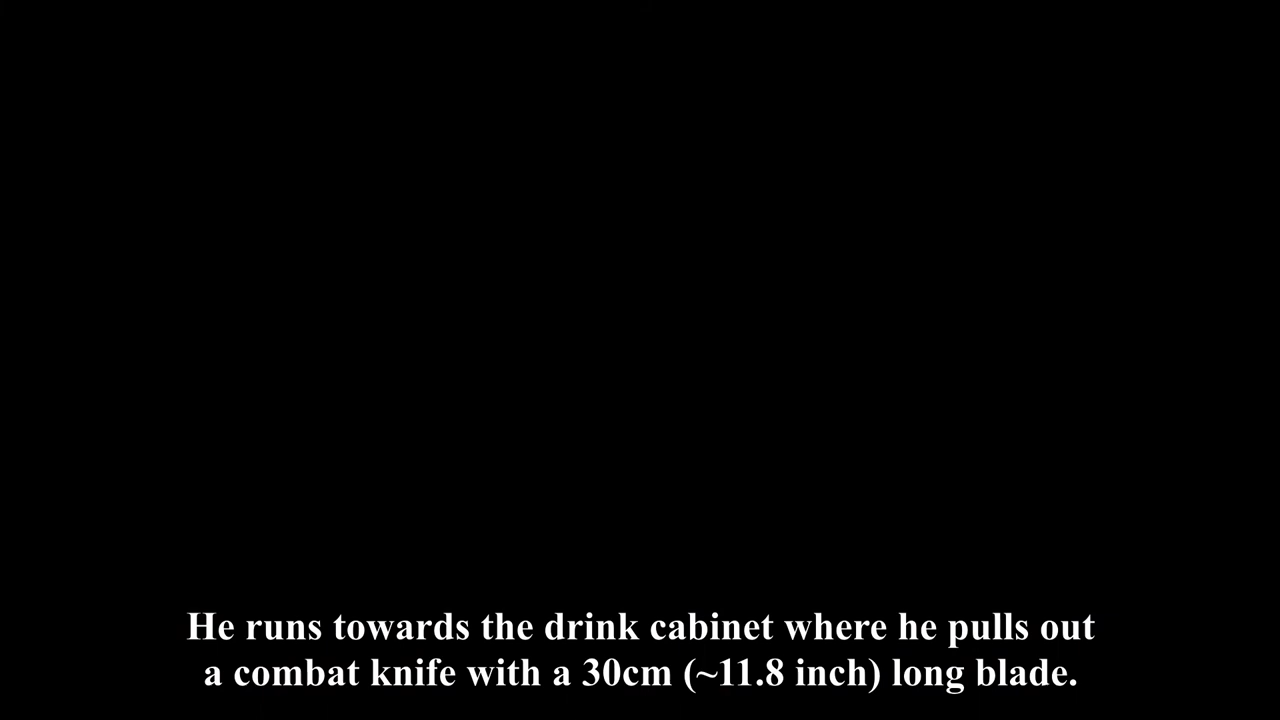 He runs towards the drink cabinet where he pulls out
a combat knife with a 30cm (~11.8 inch) long blade.